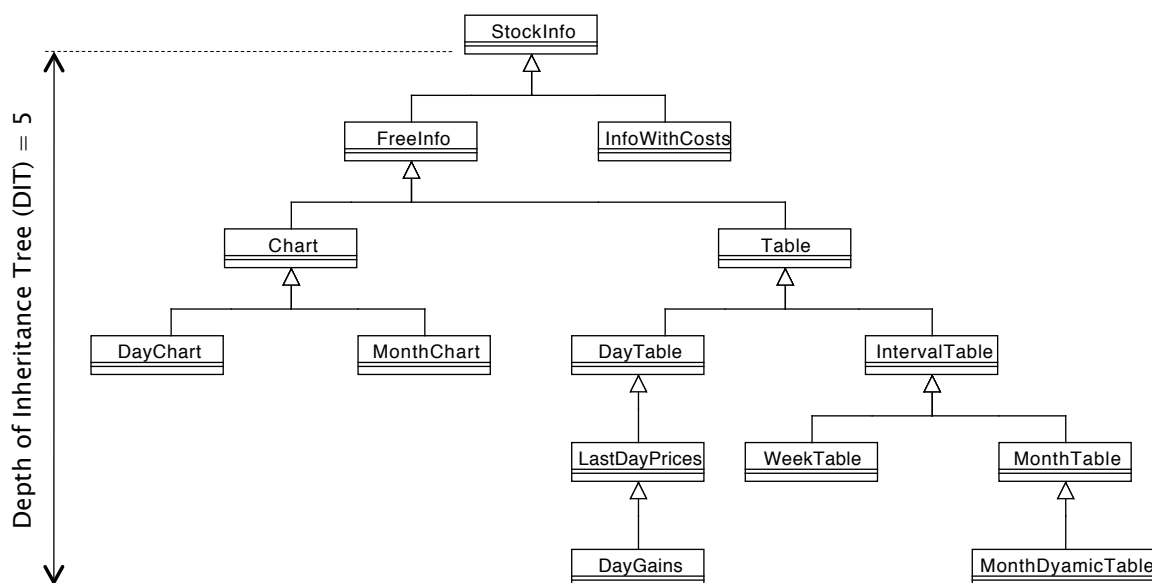 StockInfo
Depth of Inheritance Tree (DIT) = 5
FreeInfo
InfoWithCosts
Chart
Table
DayChart
MonthChart
DayTable
IntervalTable
LastDayPrices
WeekTable
MonthTable
DayGains
MonthDyamicTable